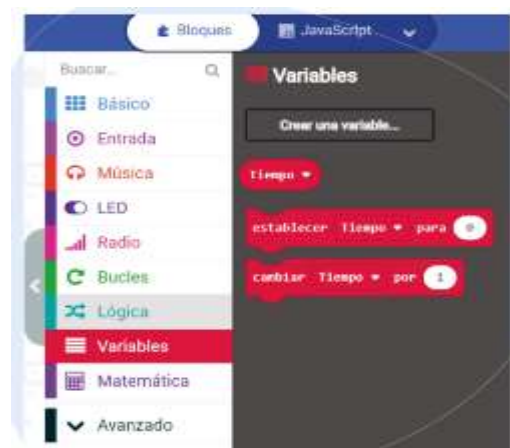 Bloques
JavaScript
Buscar...
Básico
Entrada
Música
LED
Radio
Bucles
Lógica
Variables
Matemática
Avanzado
Variables
Crear una variable...
Tiempo
establecer Tiempo para 0
cambiar Tiempo por 1